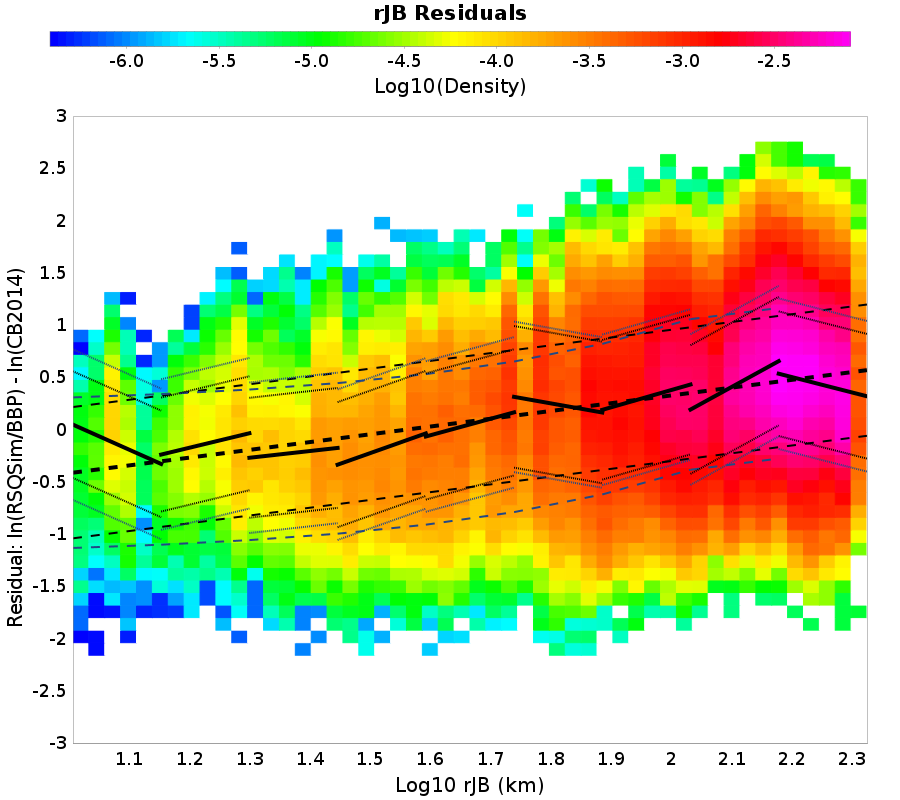 rJB Residuals
-6.0 -5.5 -5.0 -4.5 -4.0 -3.5 -3.0 -2.5
Log10(Density)
Residual: ln(RSQSim/BBP) - ln(CB2014)
3
2.5
2
1.5
1
0.5
0
-0.5
-1
-1.5
-2
-2.5
-3
1.1 1.2 1.3 1.4 1.5 1.6 1.7 1.8 1.9 2 2.1 2.2 2.3
Log10 rJB (km)